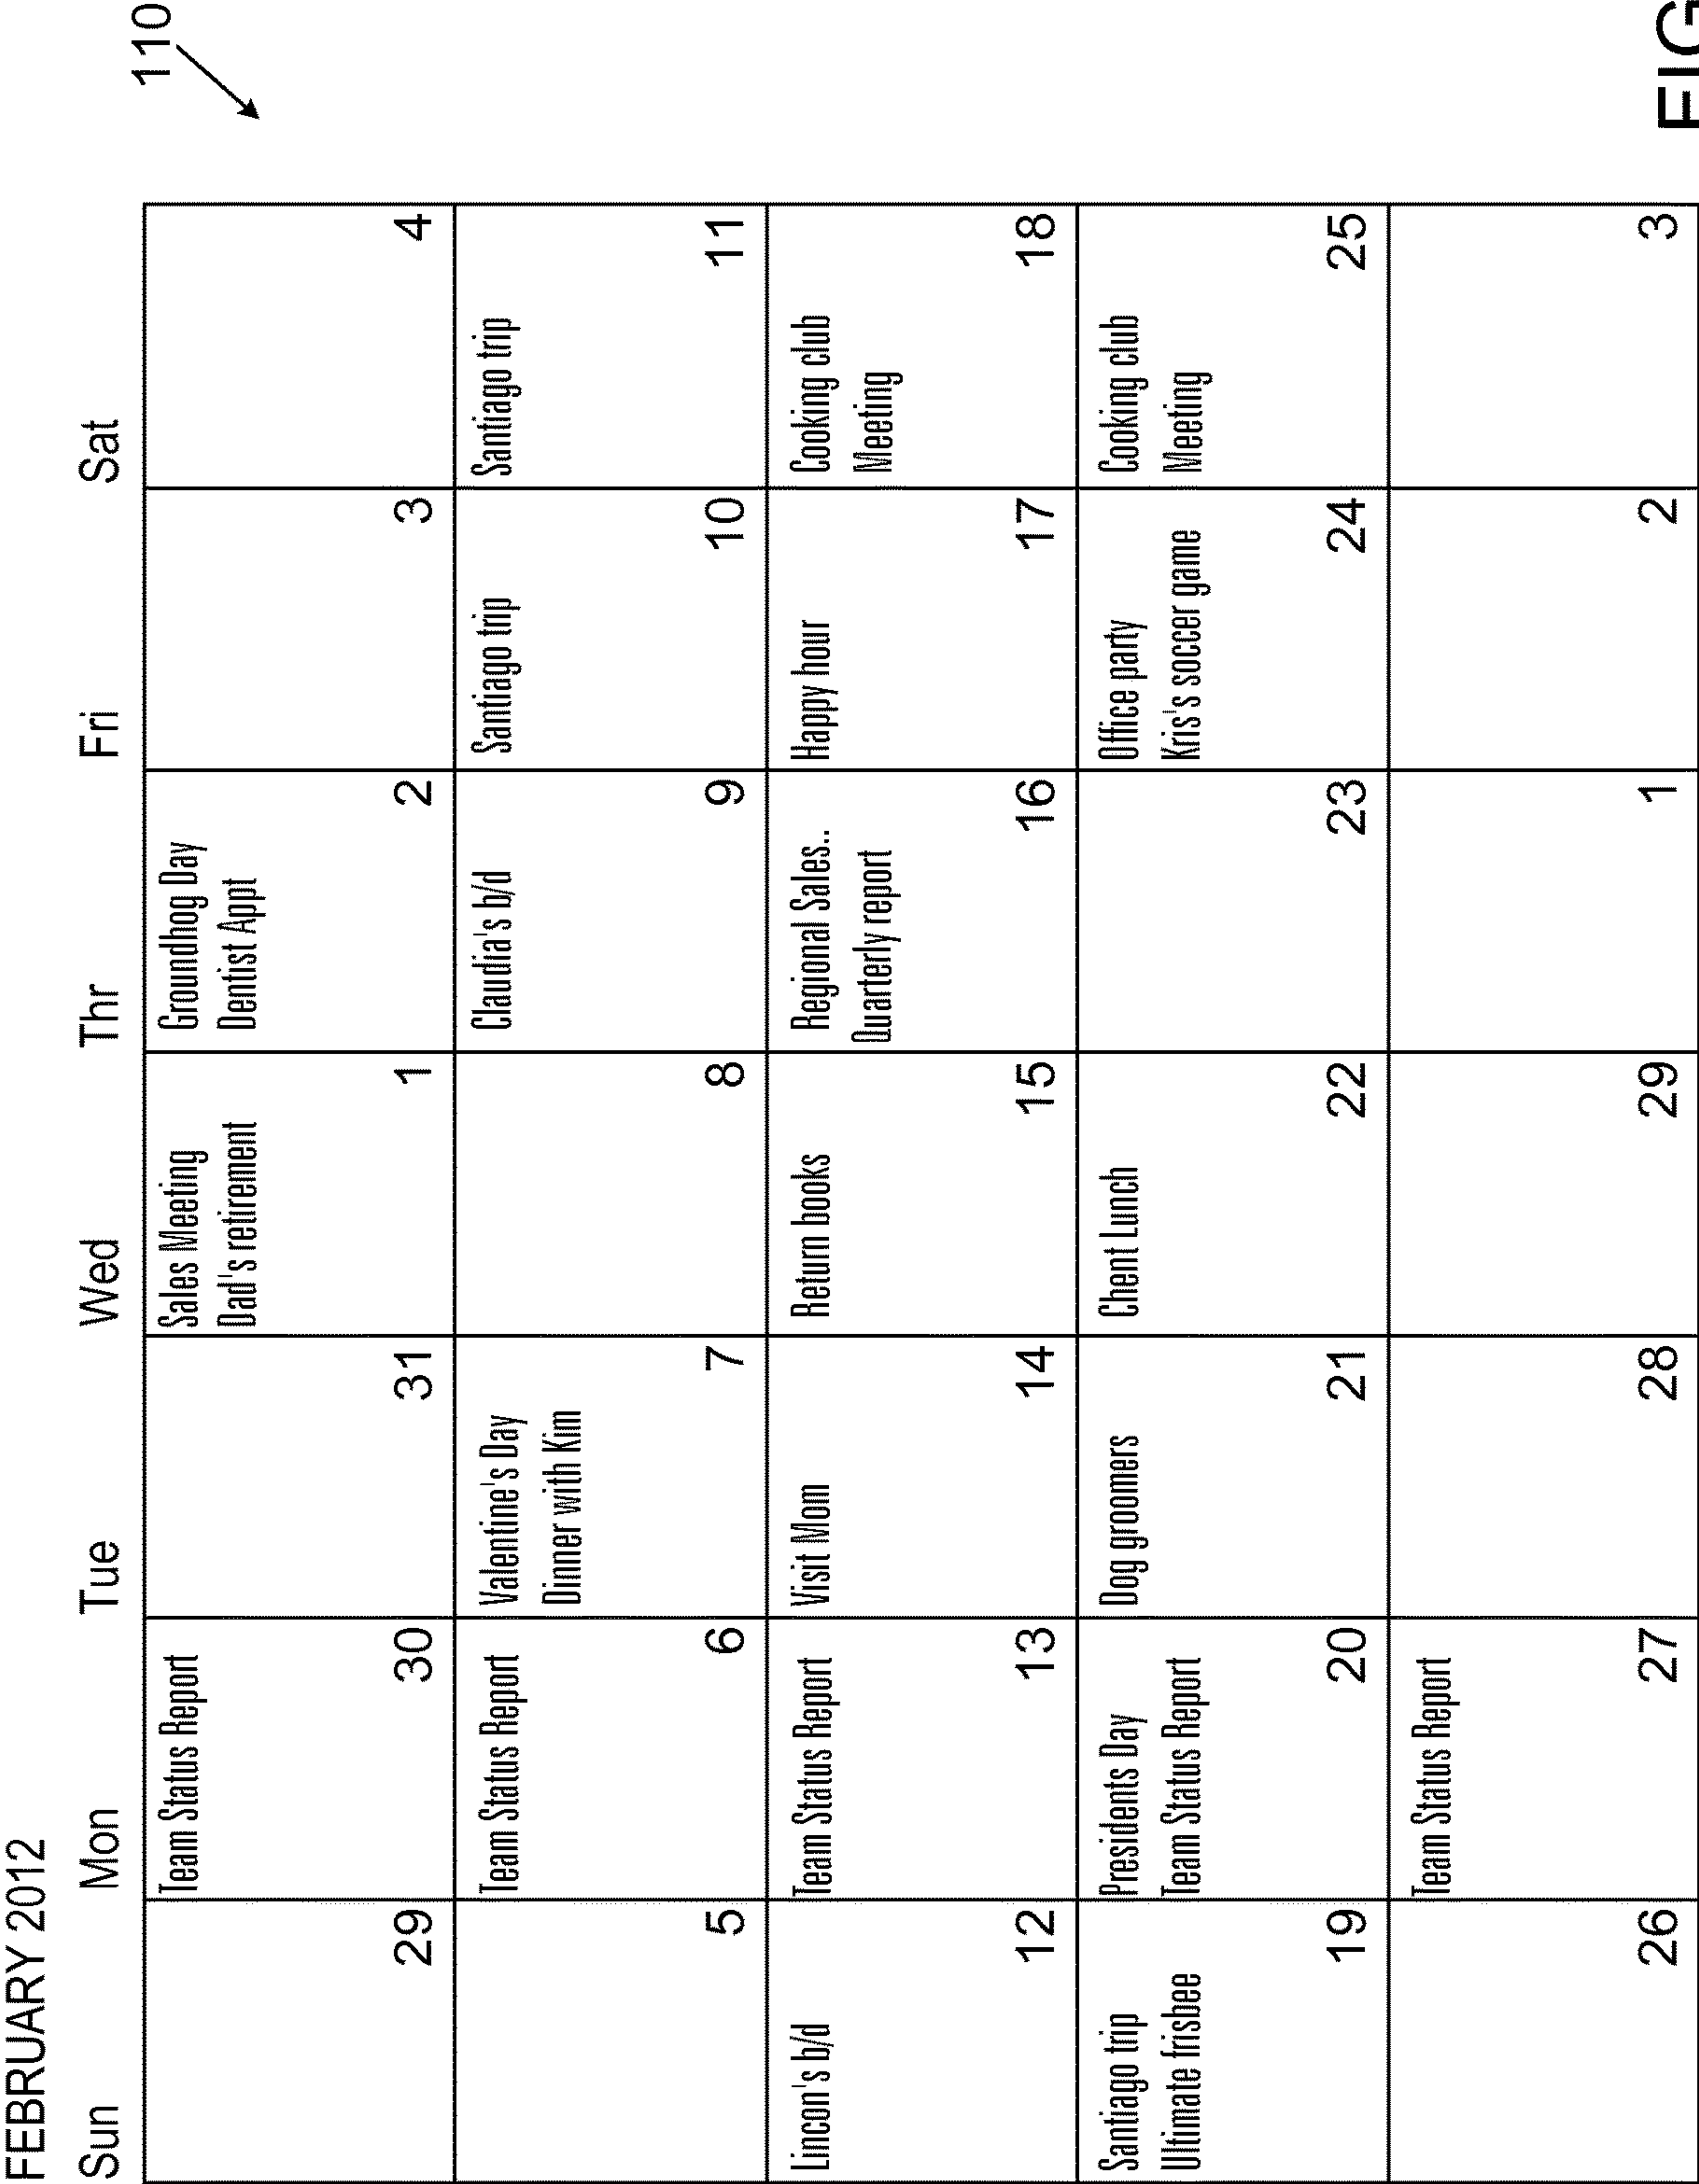 FEBRUARY 2012
110
Sun Mon Tue Wed Thr Fri Sat
Team Status Report
Sales Meeting
Dad's retirement
Groundhog Day
Dentist Appt
29 30 31 1 2 3 4
Team Status Report
Valentine's Day
Dinner with Kim
Claudia's b/d
Santiago trip
Santiago trip
5 6 7 8 9 10 11
Lincon's b/d
Team Status Report
Visit Mom
Return books
Regional Sales..
Quarterly report
Happy hour
Cooking club
Meeting
12 13 14 15 16 17 18
Santiago trip
Ultimate frisbee
Presidents Day
Team Status Report
Dog groomers
Chent Lunch
Office party
Kris's soccer game
Cooking club
Meeting
19 20 21 22 23 24 25
Team Status Report
26 27 28 29 1 2 3